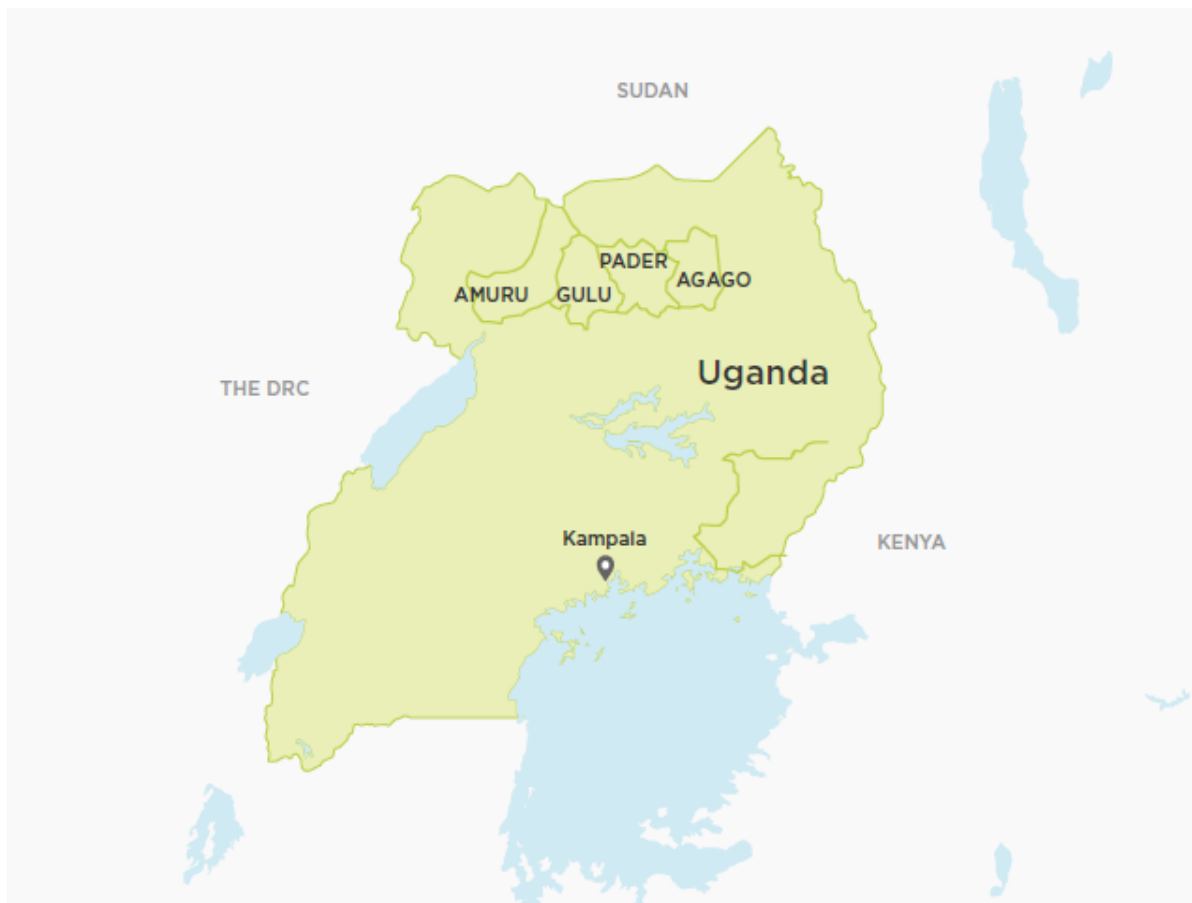 SUDAN
PADER
AGAGO
AMURU
GULU
Uganda
THE DRC
Kampala
KENYA